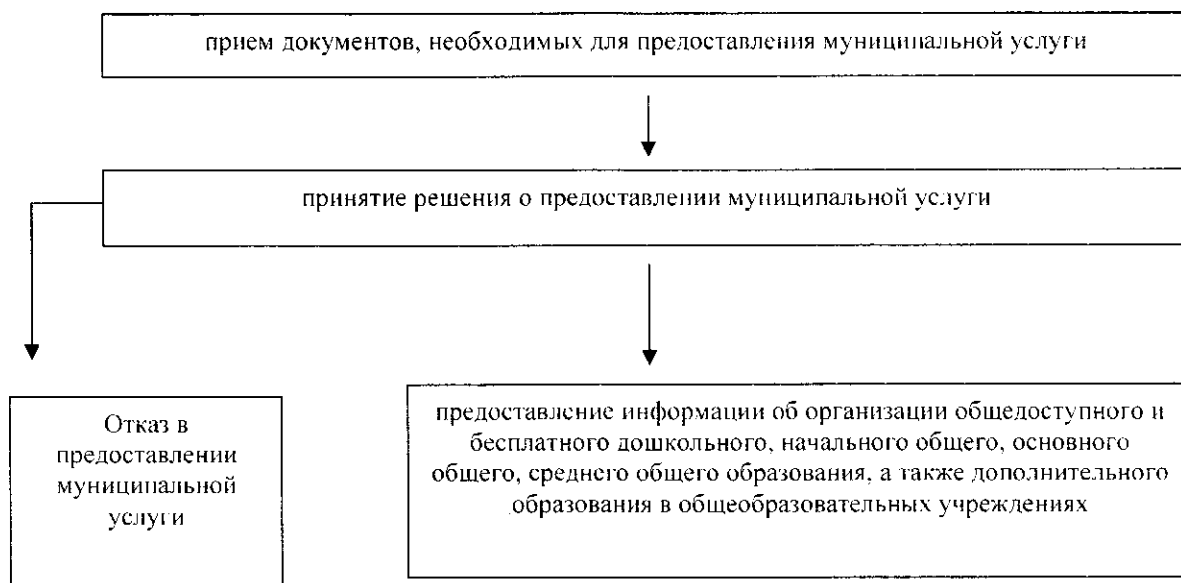 прием документов, необходимых для предоставления муниципальной услуги
принятие решения о предоставлении муниципальной услуги
Отказ в
предоставлении
муниципальной
услуги
предоставление информации об организации общедоступного и
бесплатного дошкольного, начального общего, основного
общего, среднего общего образования, а также дополнительного
образования в общеобразовательных учреждениях